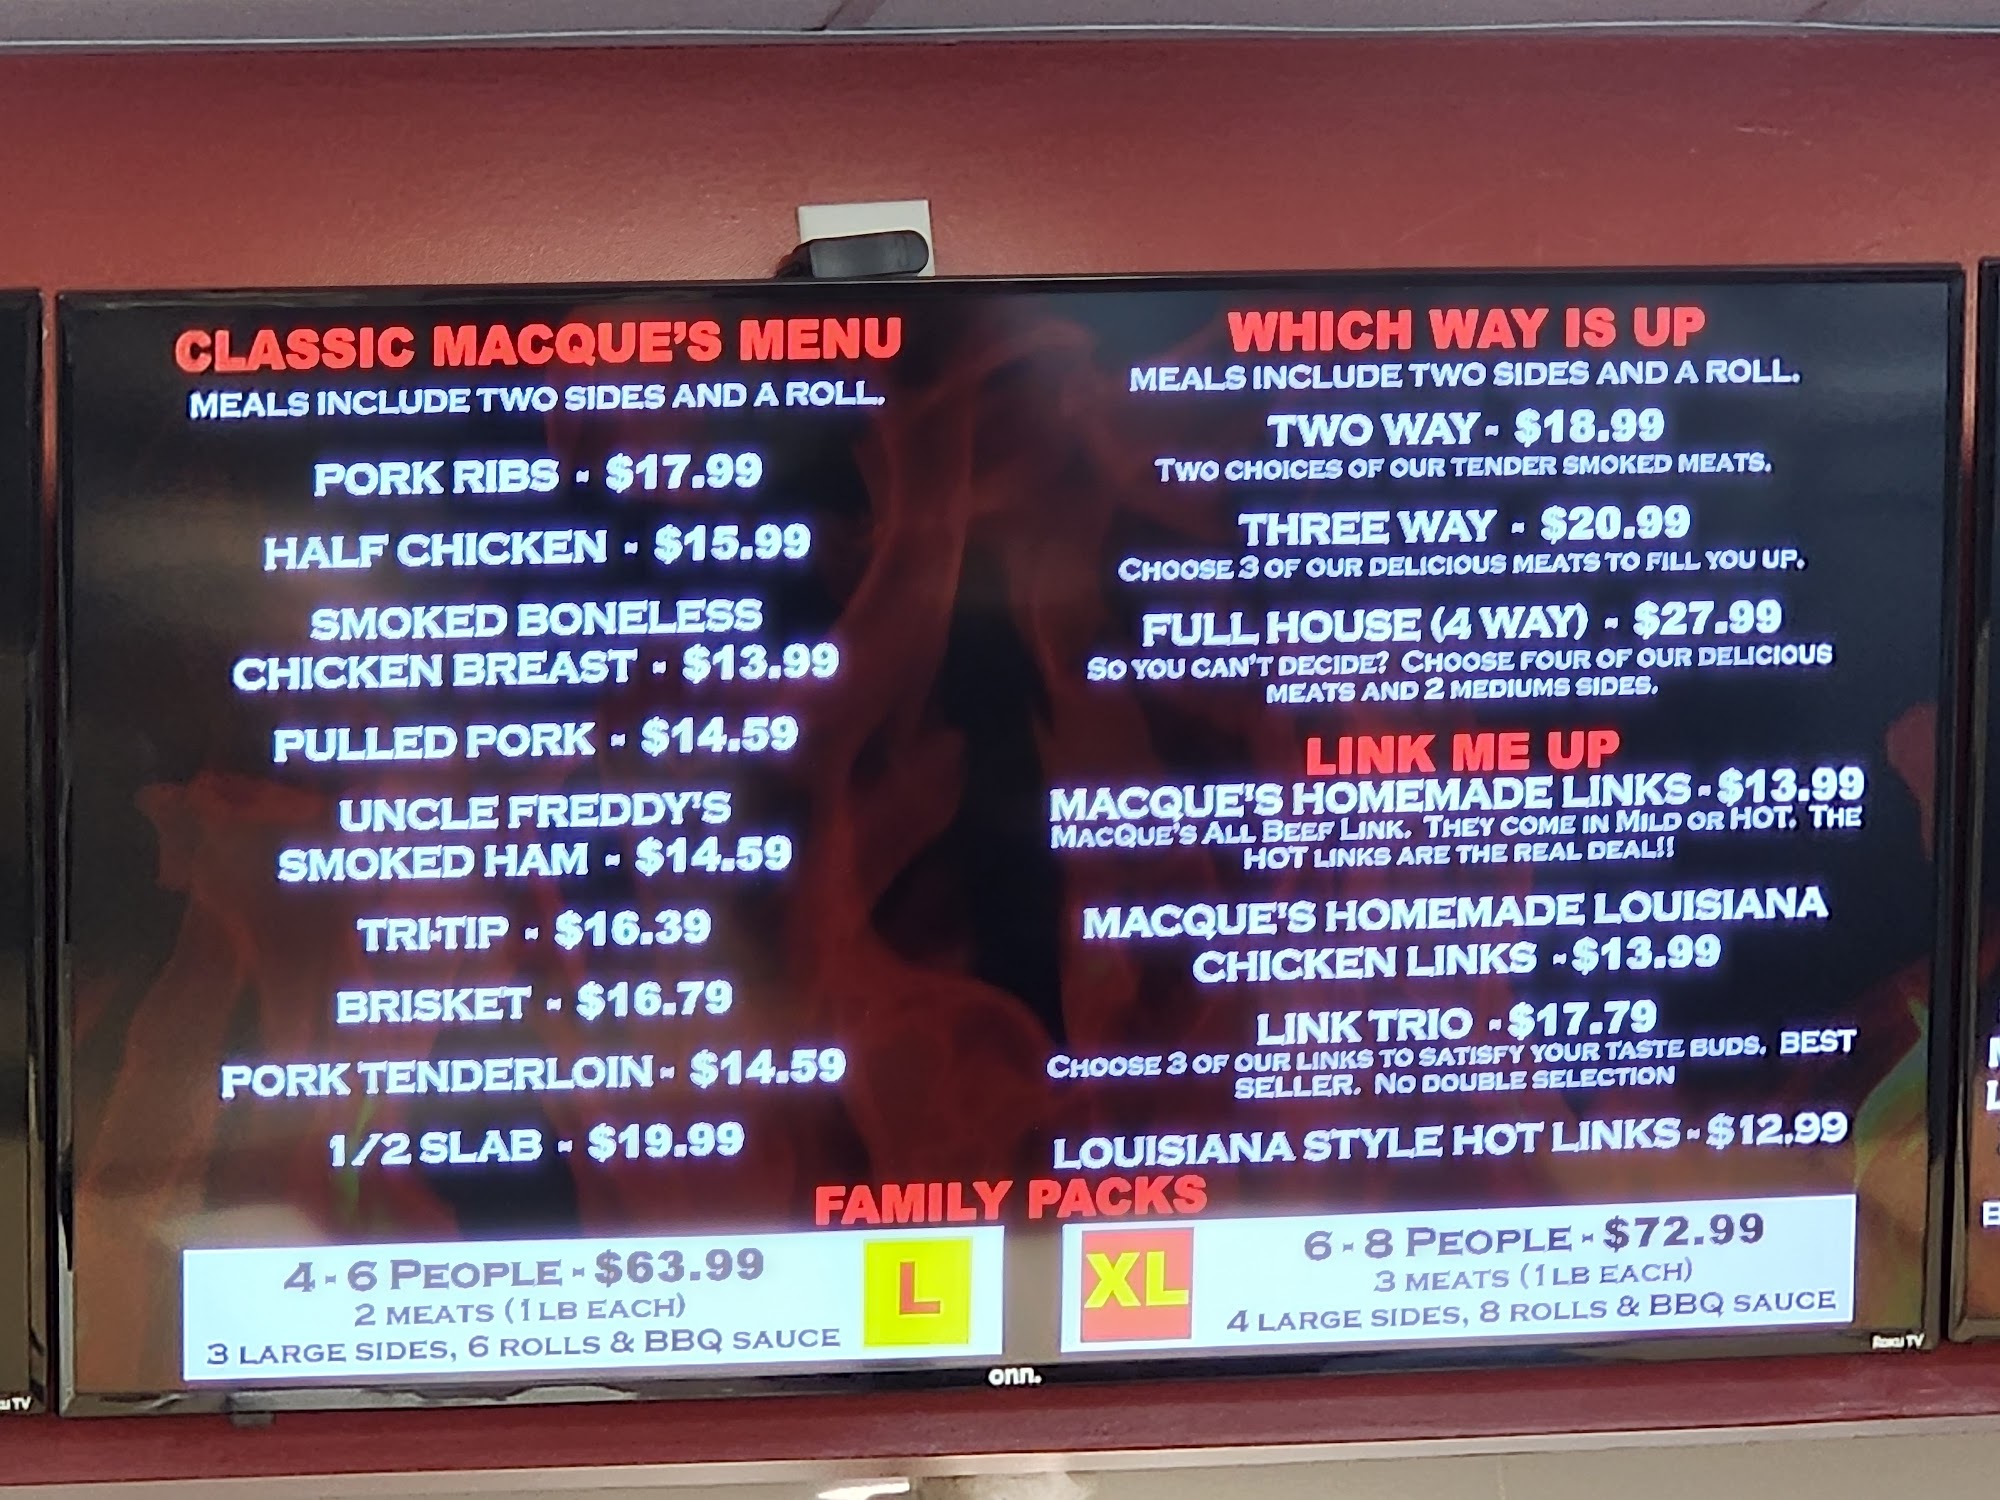 CLASSIC MACQUE'S MENU
MEALS INCLUDE TWO SIDES AND A ROLL.
PORK RIBS - $17.99
HALF CHICKEN - $15.99
SMOKED BONELESS
CHICKEN BREAST - $13.99
PULLED PORK - $14.59
UNCLE FREDDY'S
SMOKED HAM - $14.59
TRI-TIP - $16.39
BRISKET - $16.79
PORK TENDERLOIN - $14.59
1/2 SLAB - $19.99
WHICH WAY IS UP
MEALS INCLUDE TWO SIDES AND A ROLL.
TWO WAY - $18.99
TWO CHOICES OF OUR TENDER SMOKED MEATS.
THREE WAY - $20.99
CHOOSE 3 OF OUR DELICIOUS MEATS TO FILL YOU UP.
FULL HOUSE (4 WAY) - $27.99
SO YOU CAN'T DECIDE? CHOOSE FOUR OF OUR DELICIOUS
MEATS AND 2 MEDIUMS SIDES.
LINK ME UP
MACQUE'S HOMEMADE LINKS - $13.99
MACQUE'S ALL BEEF LINK. THEY COME IN MILD OR HOT. THE
HOT LINKS ARE THE REAL DEAL!!
MACQUE'S HOMEMADE LOUISIANA
CHICKEN LINKS - $13.99
LINK TRIO - $17.79
CHOOSE 3 OF OUR LINKS TO SATISFY YOUR TASTE BUDS. BEST
SELLER. NO DOUBLE SELECTION
LOUISIANA STYLE HOT LINKS - $12.99
FAMILY PACKS
4 - 6 PEOPLE - $63.99
2 MEATS (1 LB EACH)
3 LARGE SIDES, 6 ROLLS & BBQ SAUCE
L
XL
6 - 8 PEOPLE - $72.99
3 MEATS (1 LB EACH)
4 LARGE SIDES, 8 ROLLS & BBQ SAUCE
onn.
Roku TV